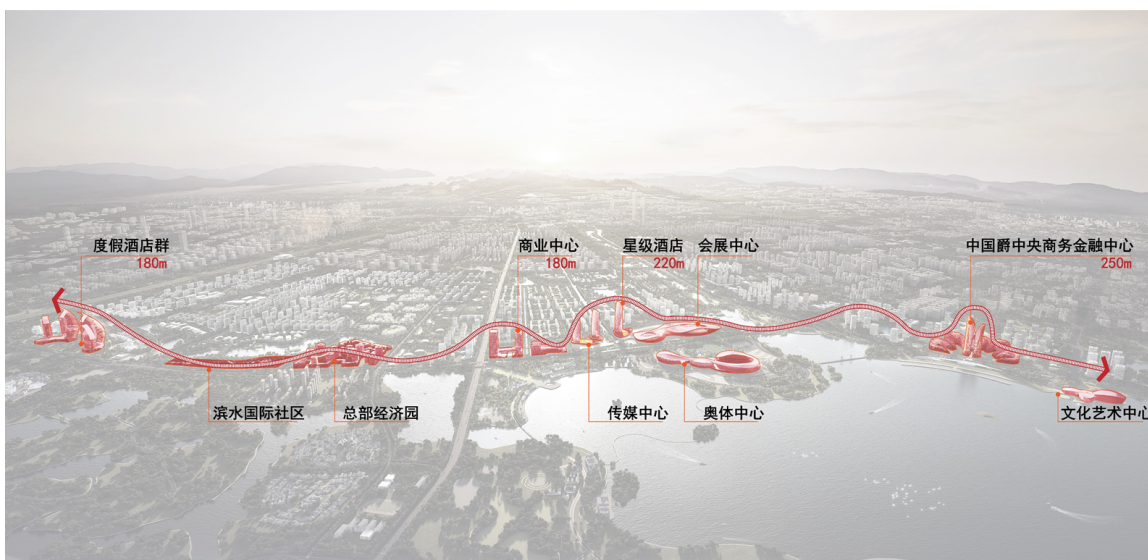 度假酒店群
180m
商业中心
180m
星级酒店
220m
会展中心
中国爵中央商务金融中心
250m
滨水国际社区
总部经济园
传媒中心
奥体中心
文化艺术中心